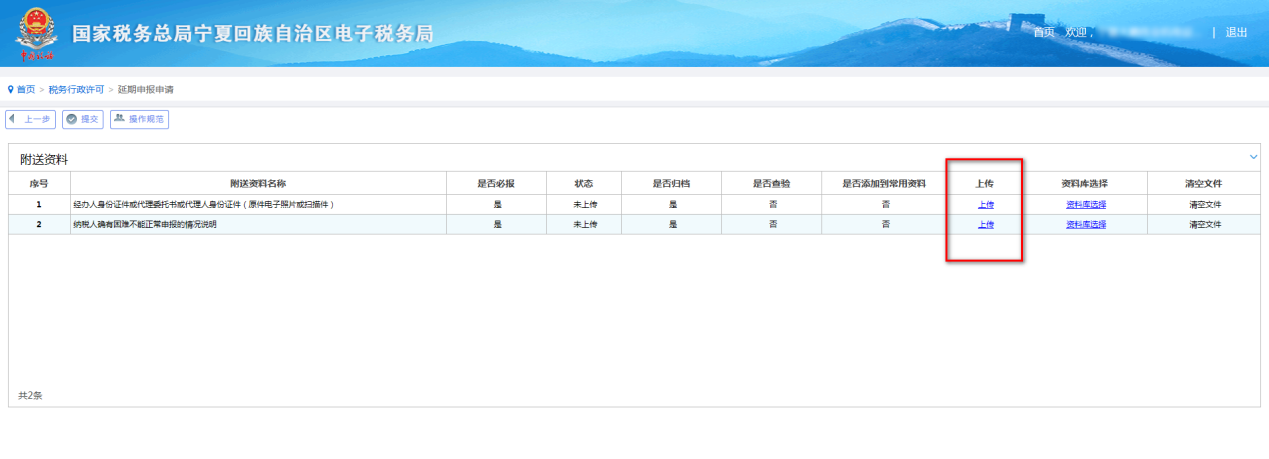 国家税务总局宁夏回族自治区电子税务局
首页 欢迎, | 退出
首页 > 税务行政许可 > 延期申报申请
上一步 提交 操作规范
附送资料
序号 附送资料名称 是否必报 状态 是否归档 是否查验 是否添加到常用资料 上传 资料库选择 清空文件
1 经办人身份证件或代理委托书或代理人身份证件（原件电子照片或扫描件） 是 未上传 是 否 否 上传 资料库选择 清空文件
2 纳税人确有困难不能正常申报的情况说明 是 未上传 是 否 否 上传 资料库选择 清空文件
共2条